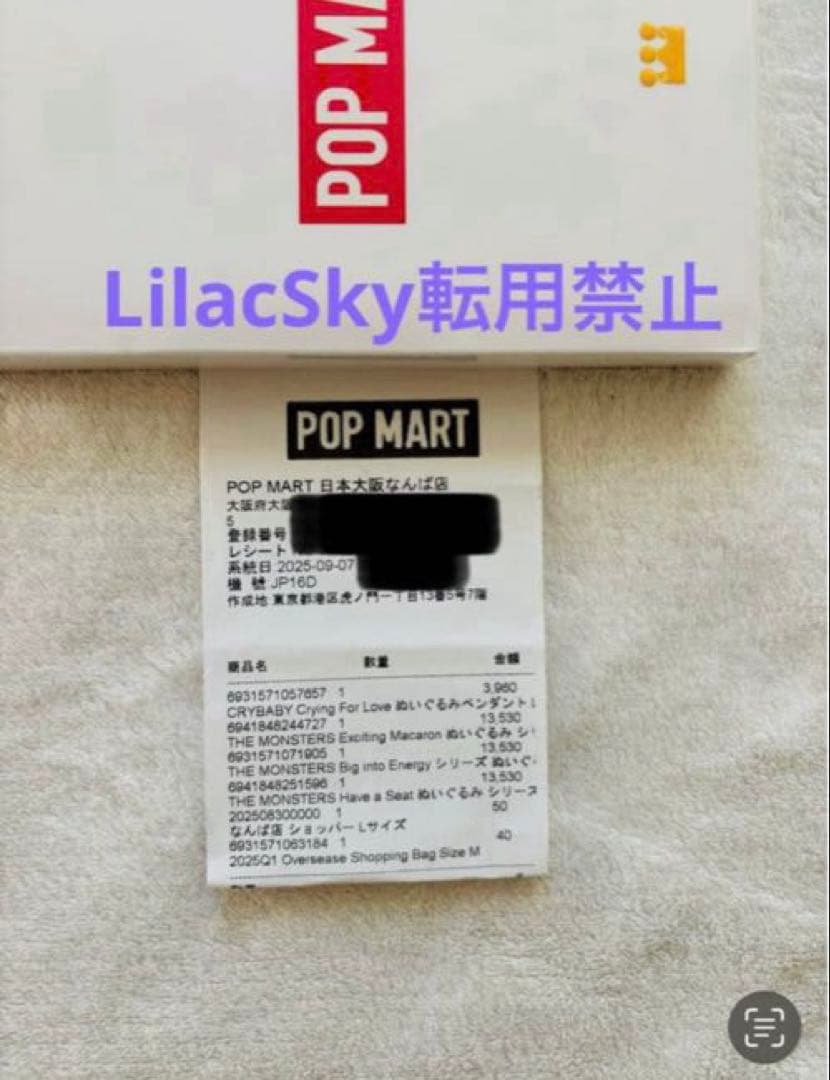 POP MA
LilacSky転用禁止
POP MART
POP MART 日本大阪なんば店
大阪府大阪
5
登録番号
レシート
系統日:2025-09-07
機 號:JP16D
作成地:東京都港区虎ノ門一丁目13番5号7階
商品名 数量 金額
6931571057657 1 3,960
CRYBABY Crying For Love ぬいぐるみペンダント L
6941848244727 1 13,530
THE MONSTERS Exciting Macaron ぬいぐるみ シ
6931571071905 1 13,530
THE MONSTERS Big into Energy シリーズ ぬいぐ
6941848251596 1 13,530
THE MONSTERS Have a Seat ぬいぐるみ シリーズ
202508300000 1 50
なんば店 ショッパー Lサイズ
6931571063184 1 40
2025Q1 Oversease Shopping Bag Size M